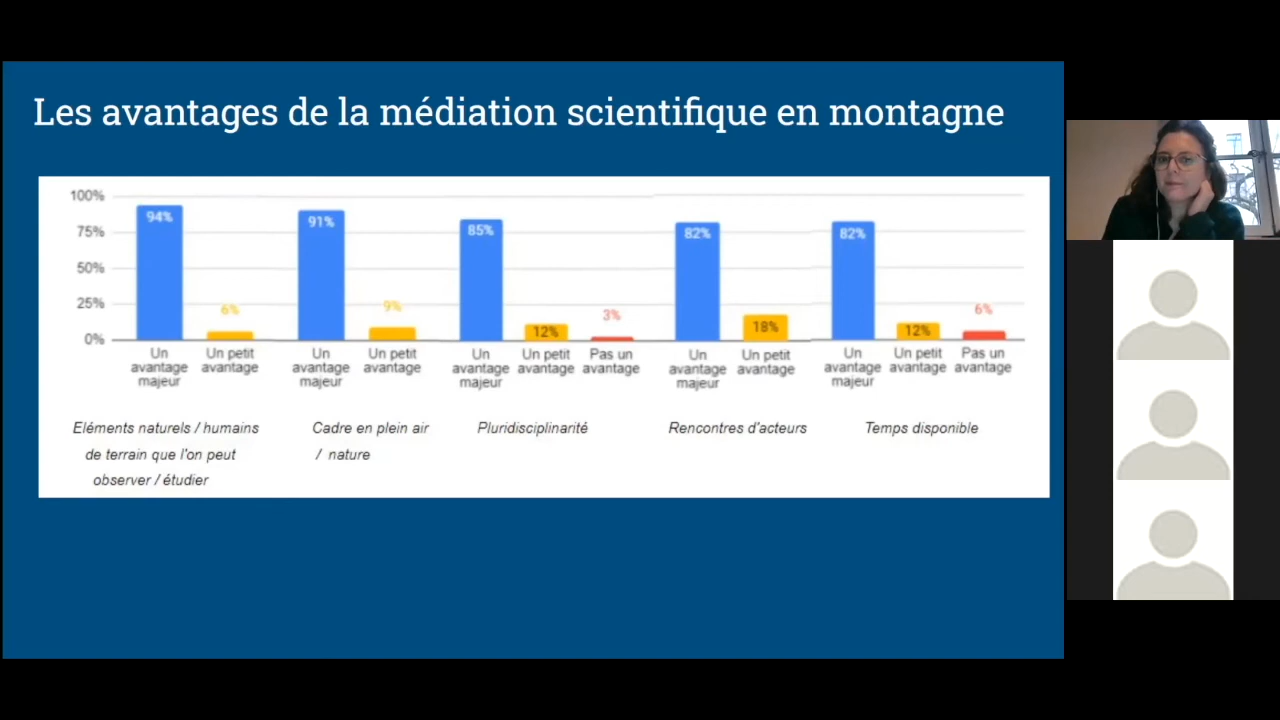 Les avantages de la médiation scientifique en montagne
100%
75%
50%
25%
0%
94%
6%
91%
9%
85%
12%
3%
82%
18%
82%
12%
6%
Un avantage majeur
Un petit avantage
Un avantage majeur
Un petit avantage
Un avantage majeur
Un petit avantage
Pas un avantage
Un avantage majeur
Un petit avantage
Un avantage majeur
Un petit avantage
Pas un avantage
Eléments naturels / humains
de terrain que l'on peut
observer / étudier
Cadre en plein air
/ nature
Pluridisciplinarité
Rencontres d'acteurs
Temps disponible